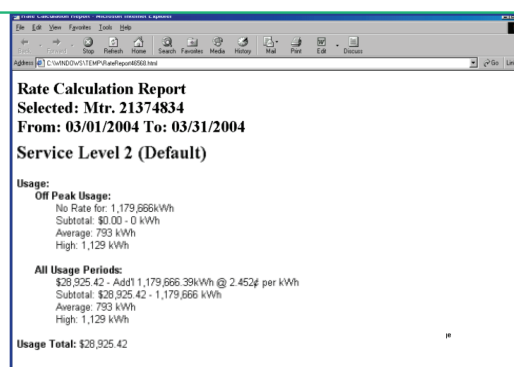 Rate Calculation Report - Microsoft Internet Explorer
File Edit View Favorites Tools Help
Back Forward Stop Refresh Home Search Favorites Media History Mail Print Edit Discuss
Address C:\WINDOWS\TEMP\RateReport46568.html Go
Rate Calculation Report
Selected: Mtr. 21374834
From: 03/01/2004 To: 03/31/2004
Service Level 2 (Default)
Usage:
Off Peak Usage:
No Rate for: 1,179,666kWh
Subtotal: $0.00 - 0 kWh
Average: 793 kWh
High: 1,129 kWh
All Usage Periods:
$28,925.42 - Add'l 1,179,666.39kWh @ 2.452¢ per kWh
Subtotal: $28,925.42 - 1,179,666 kWh
Average: 793 kWh
High: 1,129 kWh
Usage Total: $28,925.42